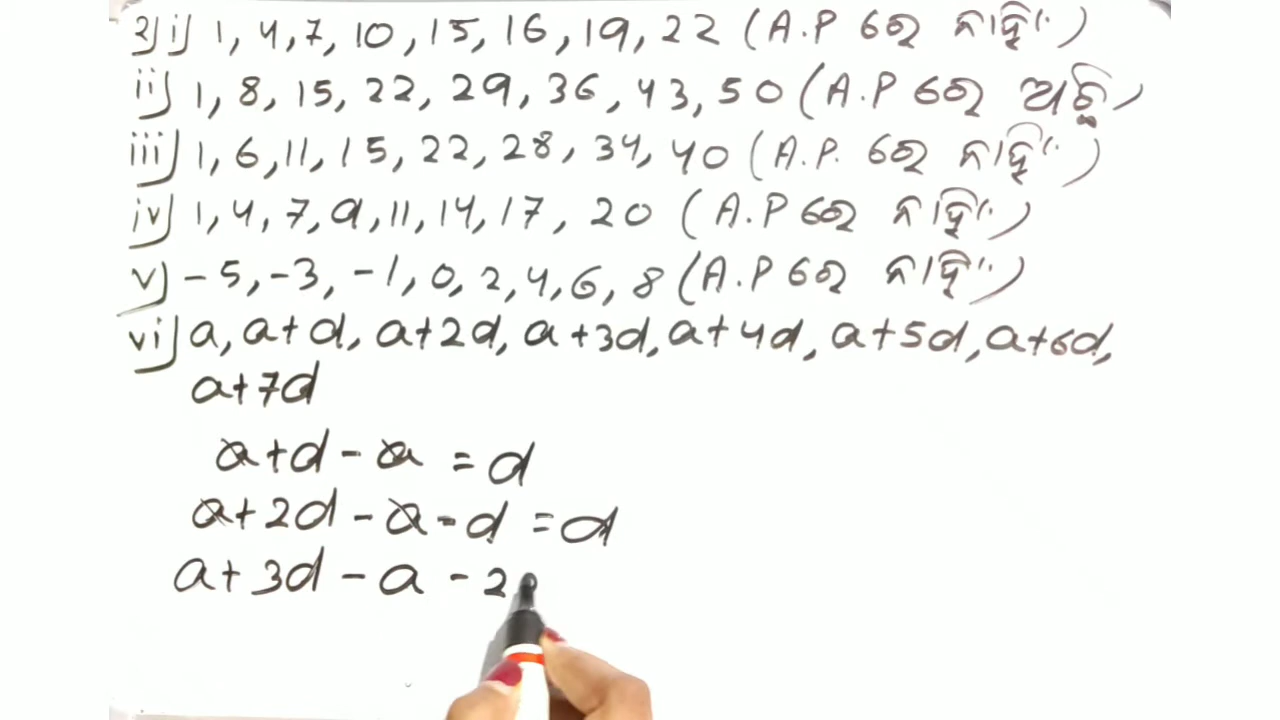 2) i) 1, 4, 7, 10, 15, 16, 19, 22 (A.P ରେ ନାହିଁ)
ii) 1, 8, 15, 22, 29, 36, 43, 50 (A.P ରେ ଅଛି)
iii) 1, 6, 11, 15, 22, 28, 34, 40 (A.P. ରେ ନାହିଁ)
iv) 1, 4, 7, 9, 11, 14, 17, 20 (A.P ରେ ନାହିଁ)
v) -5, -3, -1, 0, 2, 4, 6, 8 (A.P ରେ ନାହିଁ)
vi) a, a+d, a+2d, a+3d, a+4d, a+5d, a+6d,
a+7d
a+d-a = d
a+2d-a-d = d
a+3d-a-2